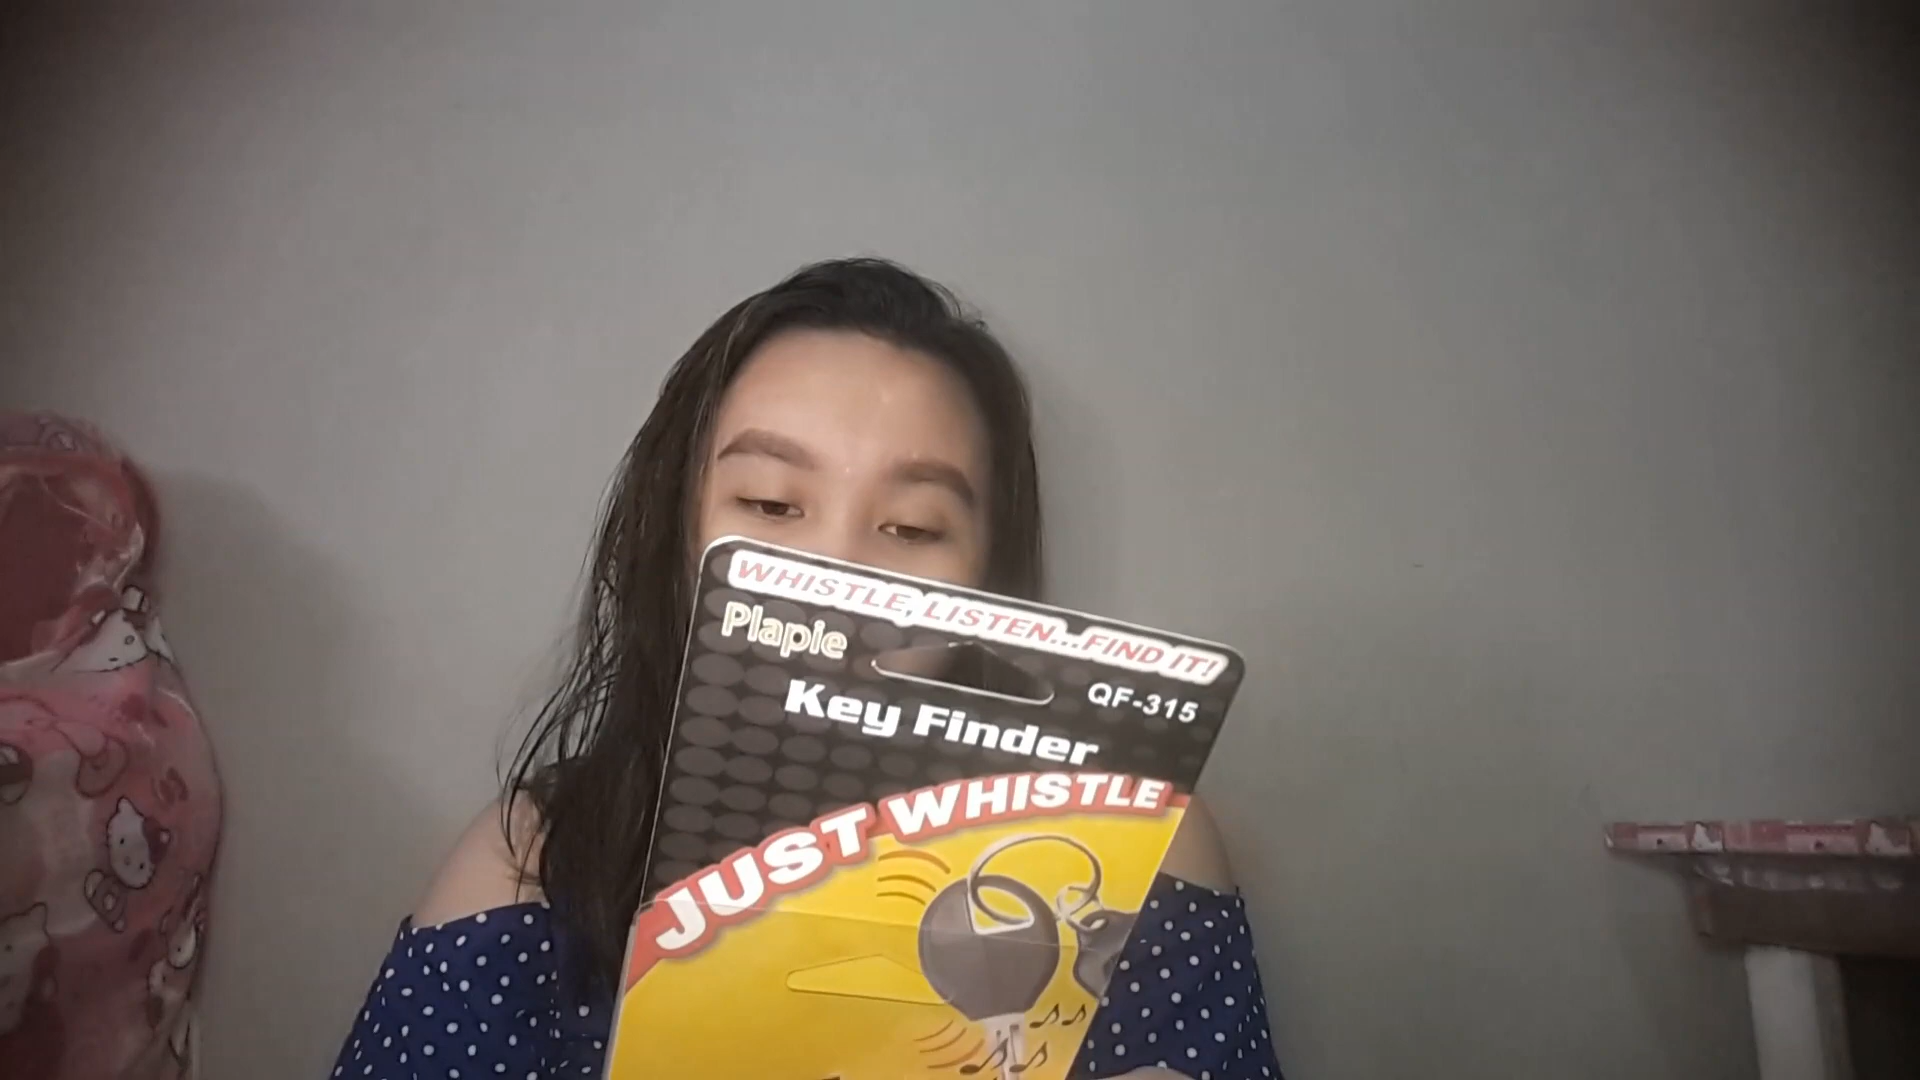 WHISTLE, LISTEN...FIND IT!
Plapie
QF-315
Key Finder
JUST WHISTLE